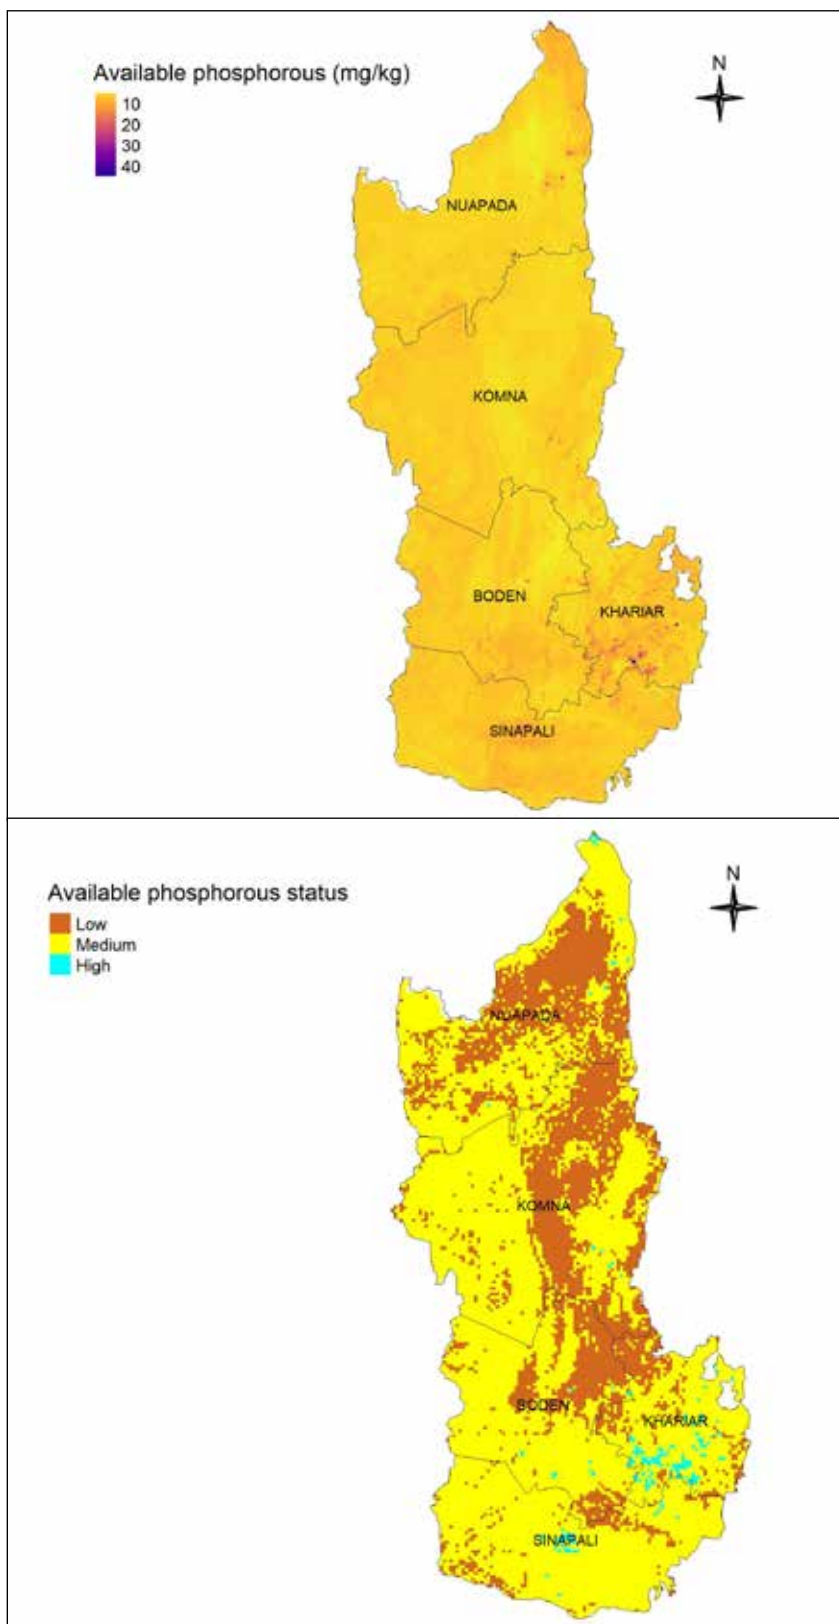 Available phosphorous (mg/kg)
10
20
30
40
N
NUAPADA
KOMNA
BODEN
KHARIAR
SINAPALI
Available phosphorous status
Low
Medium
High
N
NUAPADA
KOMNA
BODEN
KHARIAR
SINAPALI